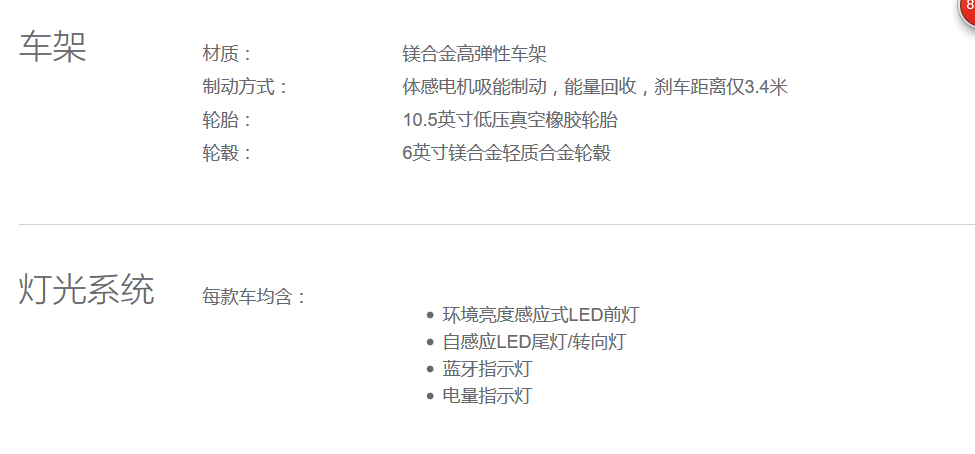 8
车架
材质： 镁合金高弹性车架
制动方式： 体感电机吸能制动，能量回收，刹车距离仅3.4米
轮胎： 10.5英寸低压真空橡胶轮胎
轮毂： 6英寸镁合金轻质合金轮毂
灯光系统
每款车均含：
• 环境亮度感应式LED前灯
• 自感应LED尾灯/转向灯
• 蓝牙指示灯
• 电量指示灯